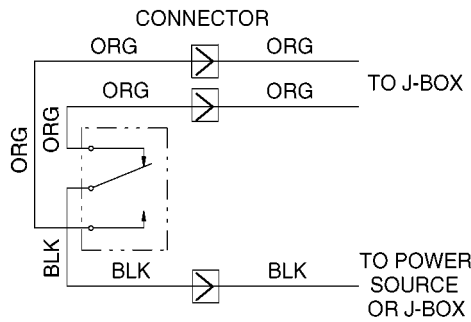 CONNECTOR
ORG ORG
ORG ORG
TO J-BOX
ORG
ORG
BLK
BLK BLK
TO POWER
SOURCE
OR J-BOX